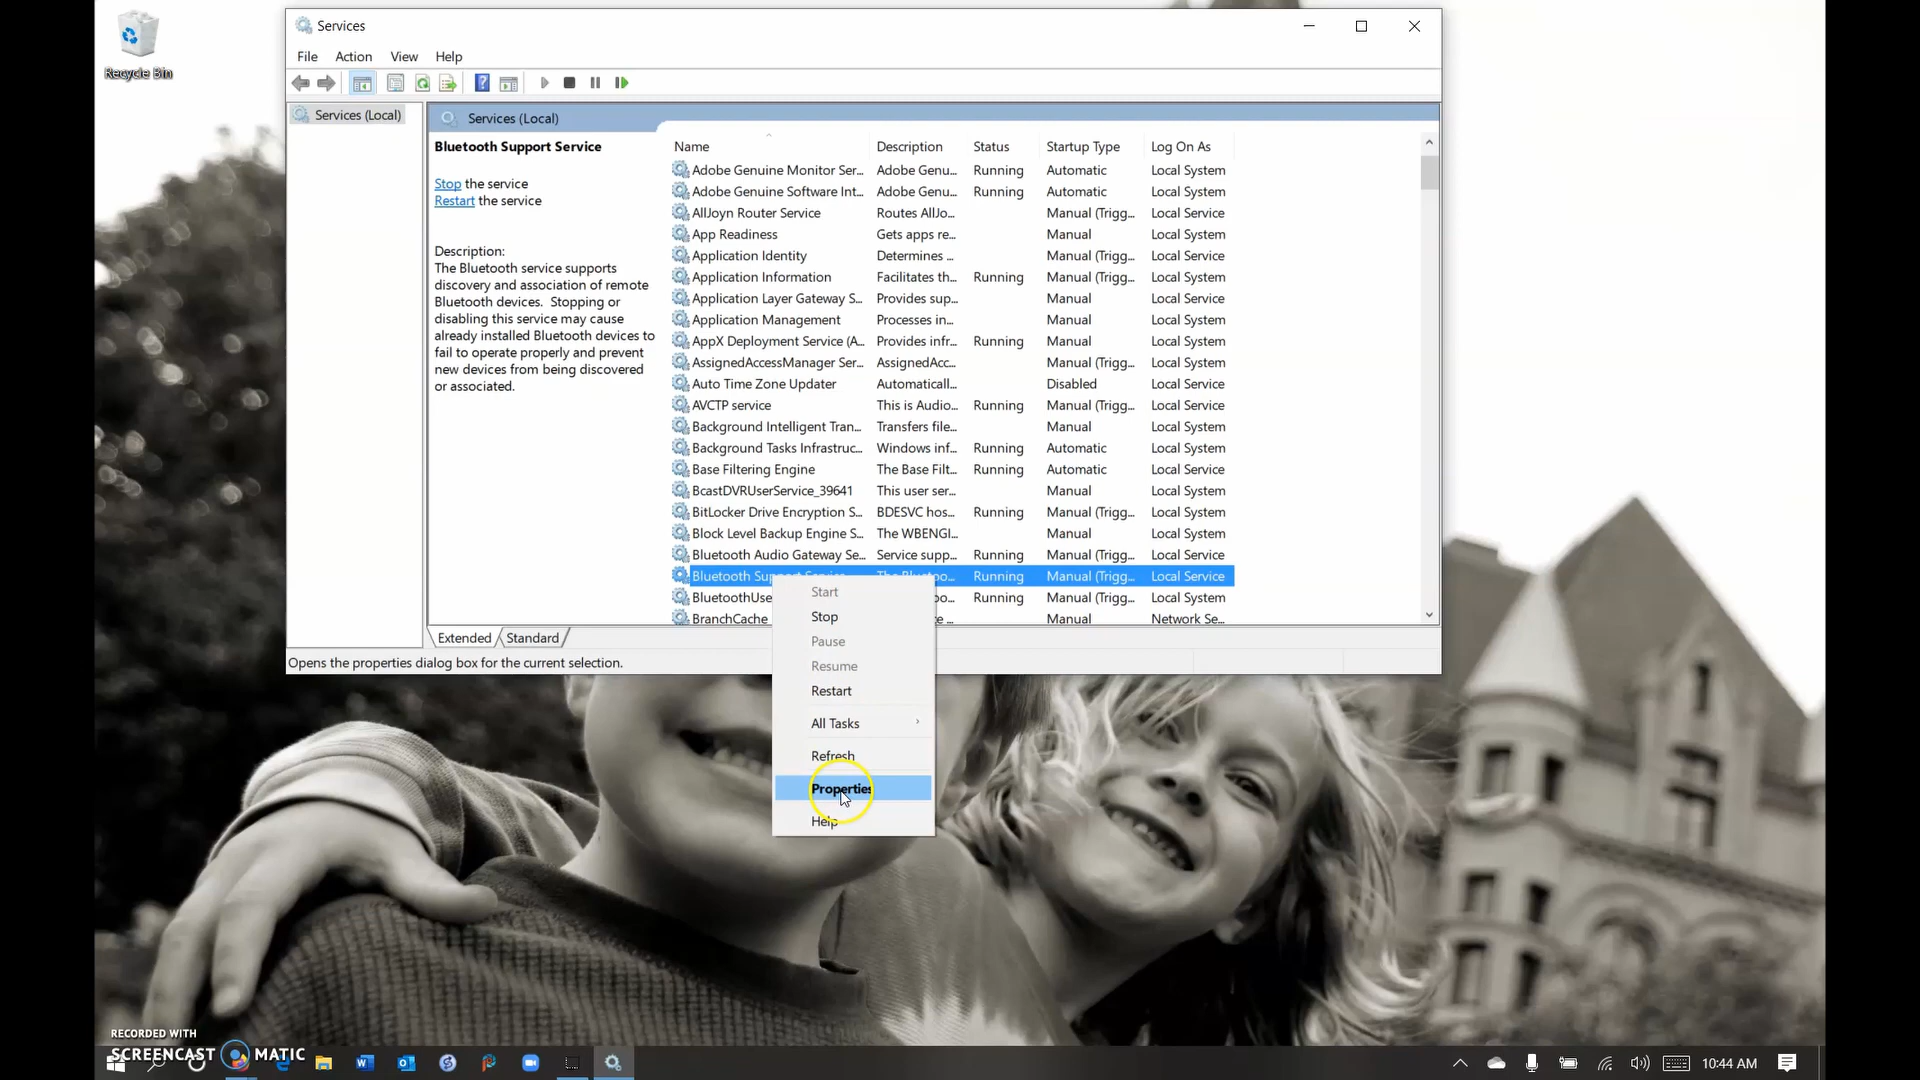 Recycle Bin
Services
File Action View Help
Services (Local)
Services (Local)
Bluetooth Support Service
Stop the service
Restart the service
Description:
The Bluetooth service supports
discovery and association of remote
Bluetooth devices. Stopping or
disabling this service may cause
already installed Bluetooth devices to
fail to operate properly and prevent
new devices from being discovered
or associated.
Name Description Status Startup Type Log On As
Adobe Genuine Monitor Ser... Adobe Genu... Running Automatic Local System
Adobe Genuine Software Int... Adobe Genu... Running Automatic Local System
AllJoyn Router Service Routes AllJo... Manual (Trigg... Local Service
App Readiness Gets apps re... Manual Local System
Application Identity Determines ... Manual (Trigg... Local Service
Application Information Facilitates th... Running Manual (Trigg... Local System
Application Layer Gateway S... Provides sup... Manual Local Service
Application Management Processes in... Manual Local System
AppX Deployment Service (A... Provides infr... Running Manual Local System
AssignedAccessManager Ser... AssignedAcc... Manual (Trigg... Local System
Auto Time Zone Updater Automaticall... Disabled Local Service
AVCTP service This is Audio... Running Manual (Trigg... Local Service
Background Intelligent Tran... Transfers file... Manual Local System
Background Tasks Infrastruc... Windows inf... Running Automatic Local System
Base Filtering Engine The Base Filt... Running Automatic Local Service
BcastDVRUserService_39641 This user ser... Manual Local System
BitLocker Drive Encryption S... BDESVC hos... Running Manual (Trigg... Local System
Block Level Backup Engine S... The WBENGI... Manual Local System
Bluetooth Audio Gateway Se... Service supp... Running Manual (Trigg... Local Service
Bluetooth Support Service The Bluetoo... Running Manual (Trigg... Local Service
BluetoothUse oo... Running Manual (Trigg... Local System
BranchCache e ... Manual Network Se...
Start
Stop
Pause
Resume
Restart
All Tasks
Refresh
Properties
Help
Extended Standard
Opens the properties dialog box for the current selection.
RECORDED WITH
SCREENCAST MATIC
10:44 AM